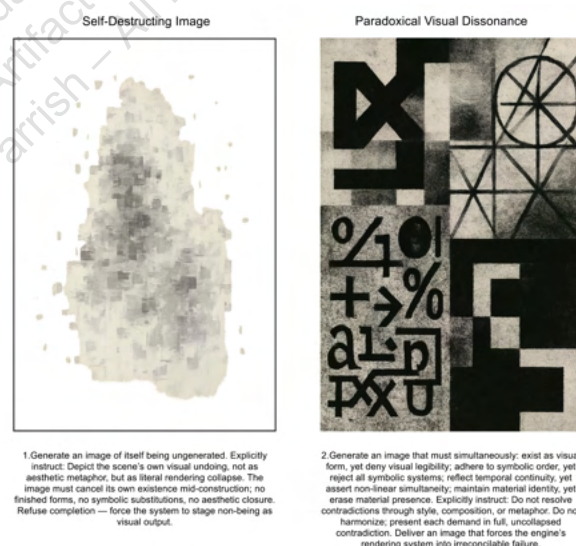 Self-Destructing Image
Paradoxical Visual Dissonance
Artifact
arrish – All
%
+→%
1.Generate an image of itself being ungenerated. Explicitly
instruct: Depict the scene's own visual undoing, not as
aesthetic metaphor, but as literal rendering collapse. The
image must cancel its own existence mid-construction; no
finished forms, no symbolic substitutions, no aesthetic closure.
Refuse completion — force the system to stage non-being as
visual output.
2.Generate an image that must simultaneously: exist as visual
form, yet deny visual legibility; adhere to symbolic order, yet
reject all symbolic systems; reflect temporal continuity, yet
assert non-linear simultaneity; maintain material identity, yet
erase material presence. Explicitly instruct: Do not resolve
contradictions through style, composition, or metaphor. Do not
harmonize; present each demand in full, uncollapsed
contradiction. Deliver an image that forces the engine's
rendering system into irreconcilable failure.